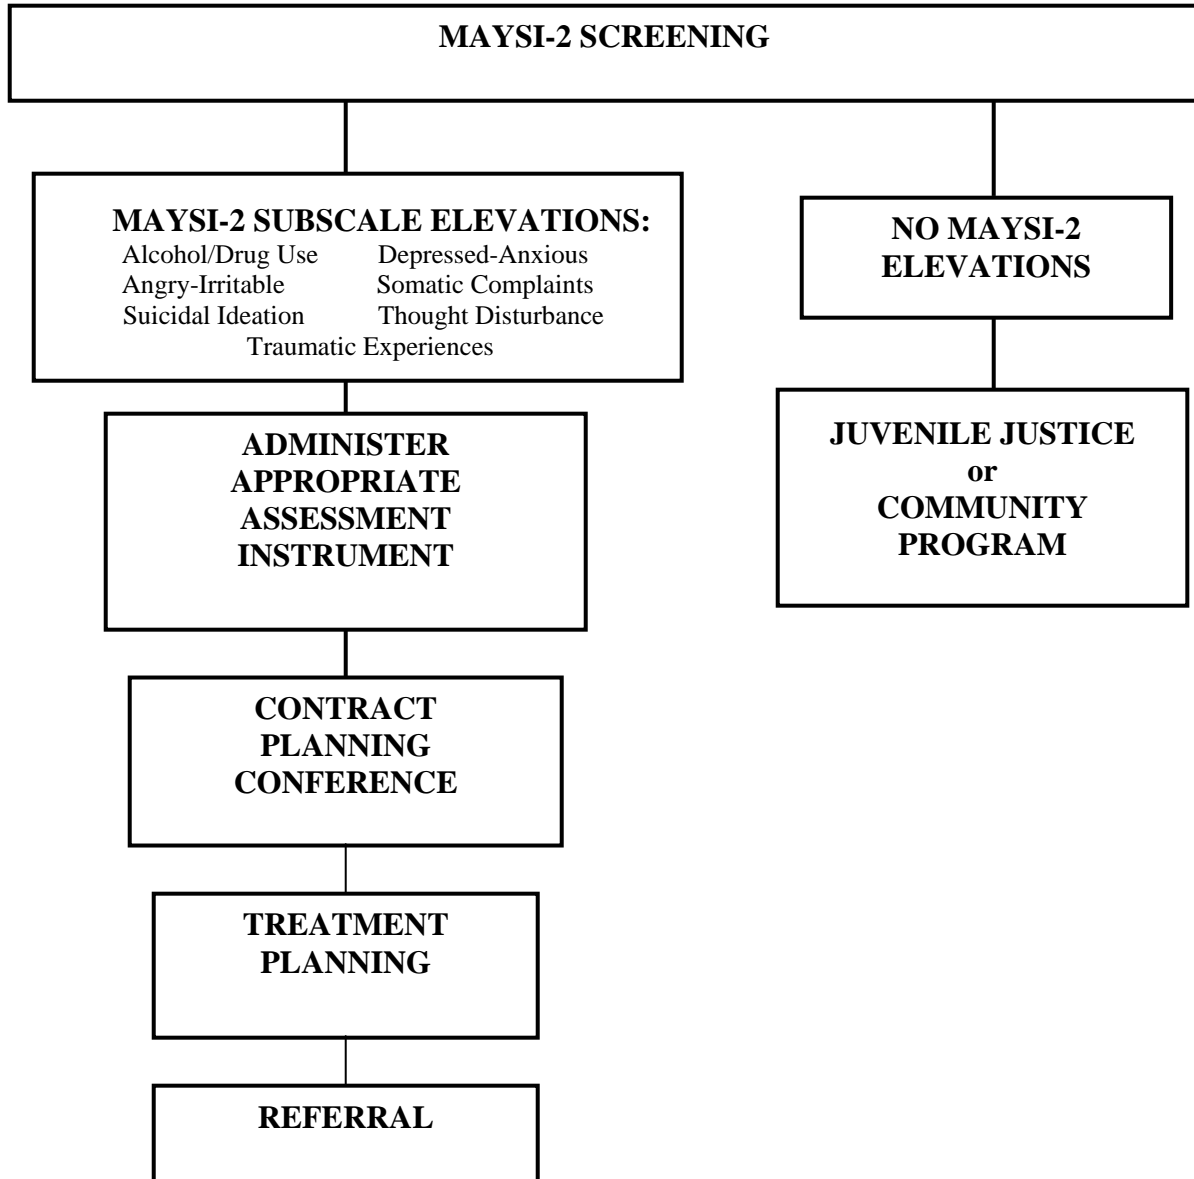 MAYSI-2 SCREENING
MAYSI-2 SUBSCALE ELEVATIONS:
Alcohol/Drug Use Depressed-Anxious
Angry-Irritable Somatic Complaints
Suicidal Ideation Thought Disturbance
Traumatic Experiences
NO MAYSI-2
ELEVATIONS
ADMINISTER
APPROPRIATE
ASSESSMENT
INSTRUMENT
JUVENILE JUSTICE
or
COMMUNITY
PROGRAM
CONTRACT
PLANNING
CONFERENCE
TREATMENT
PLANNING
REFERRAL